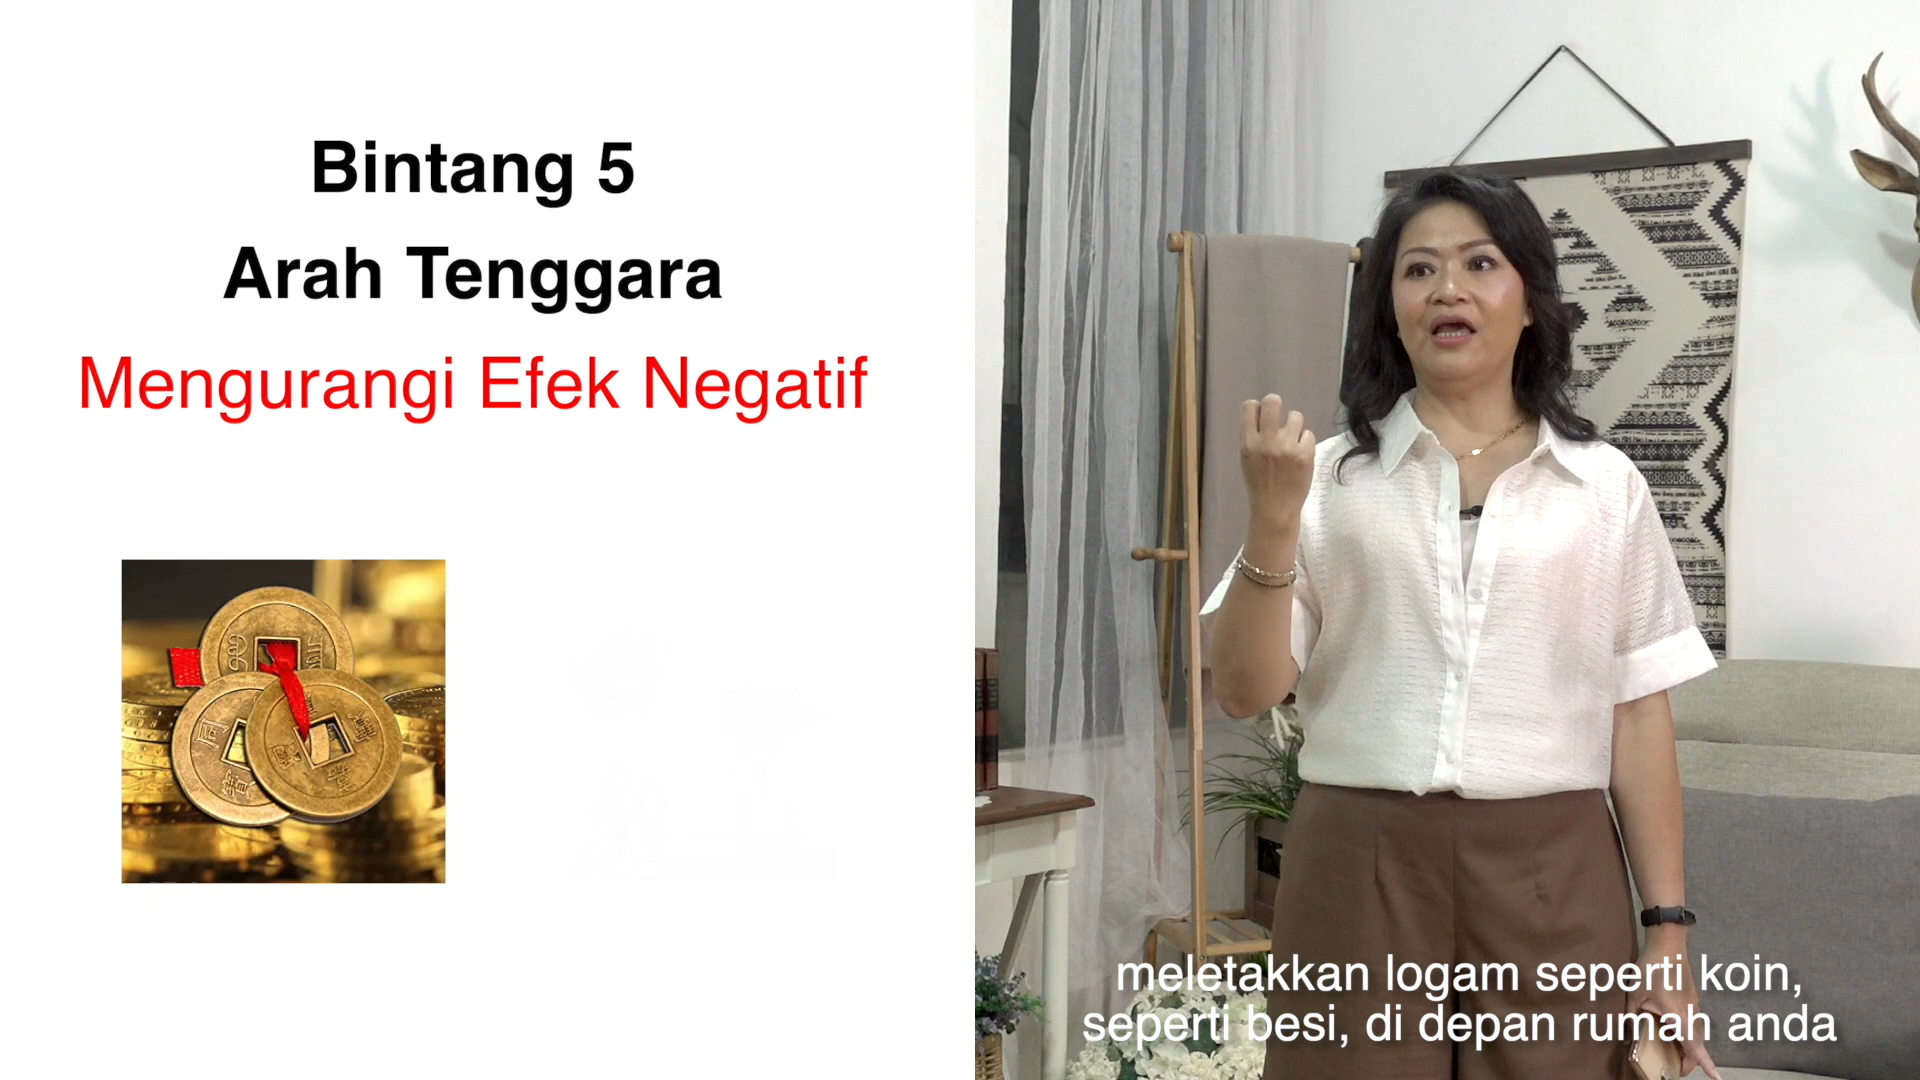 Bintang 5
Arah Tenggara
Mengurangi Efek Negatif
meletakkan logam seperti koin,
seperti besi, di depan rumah anda